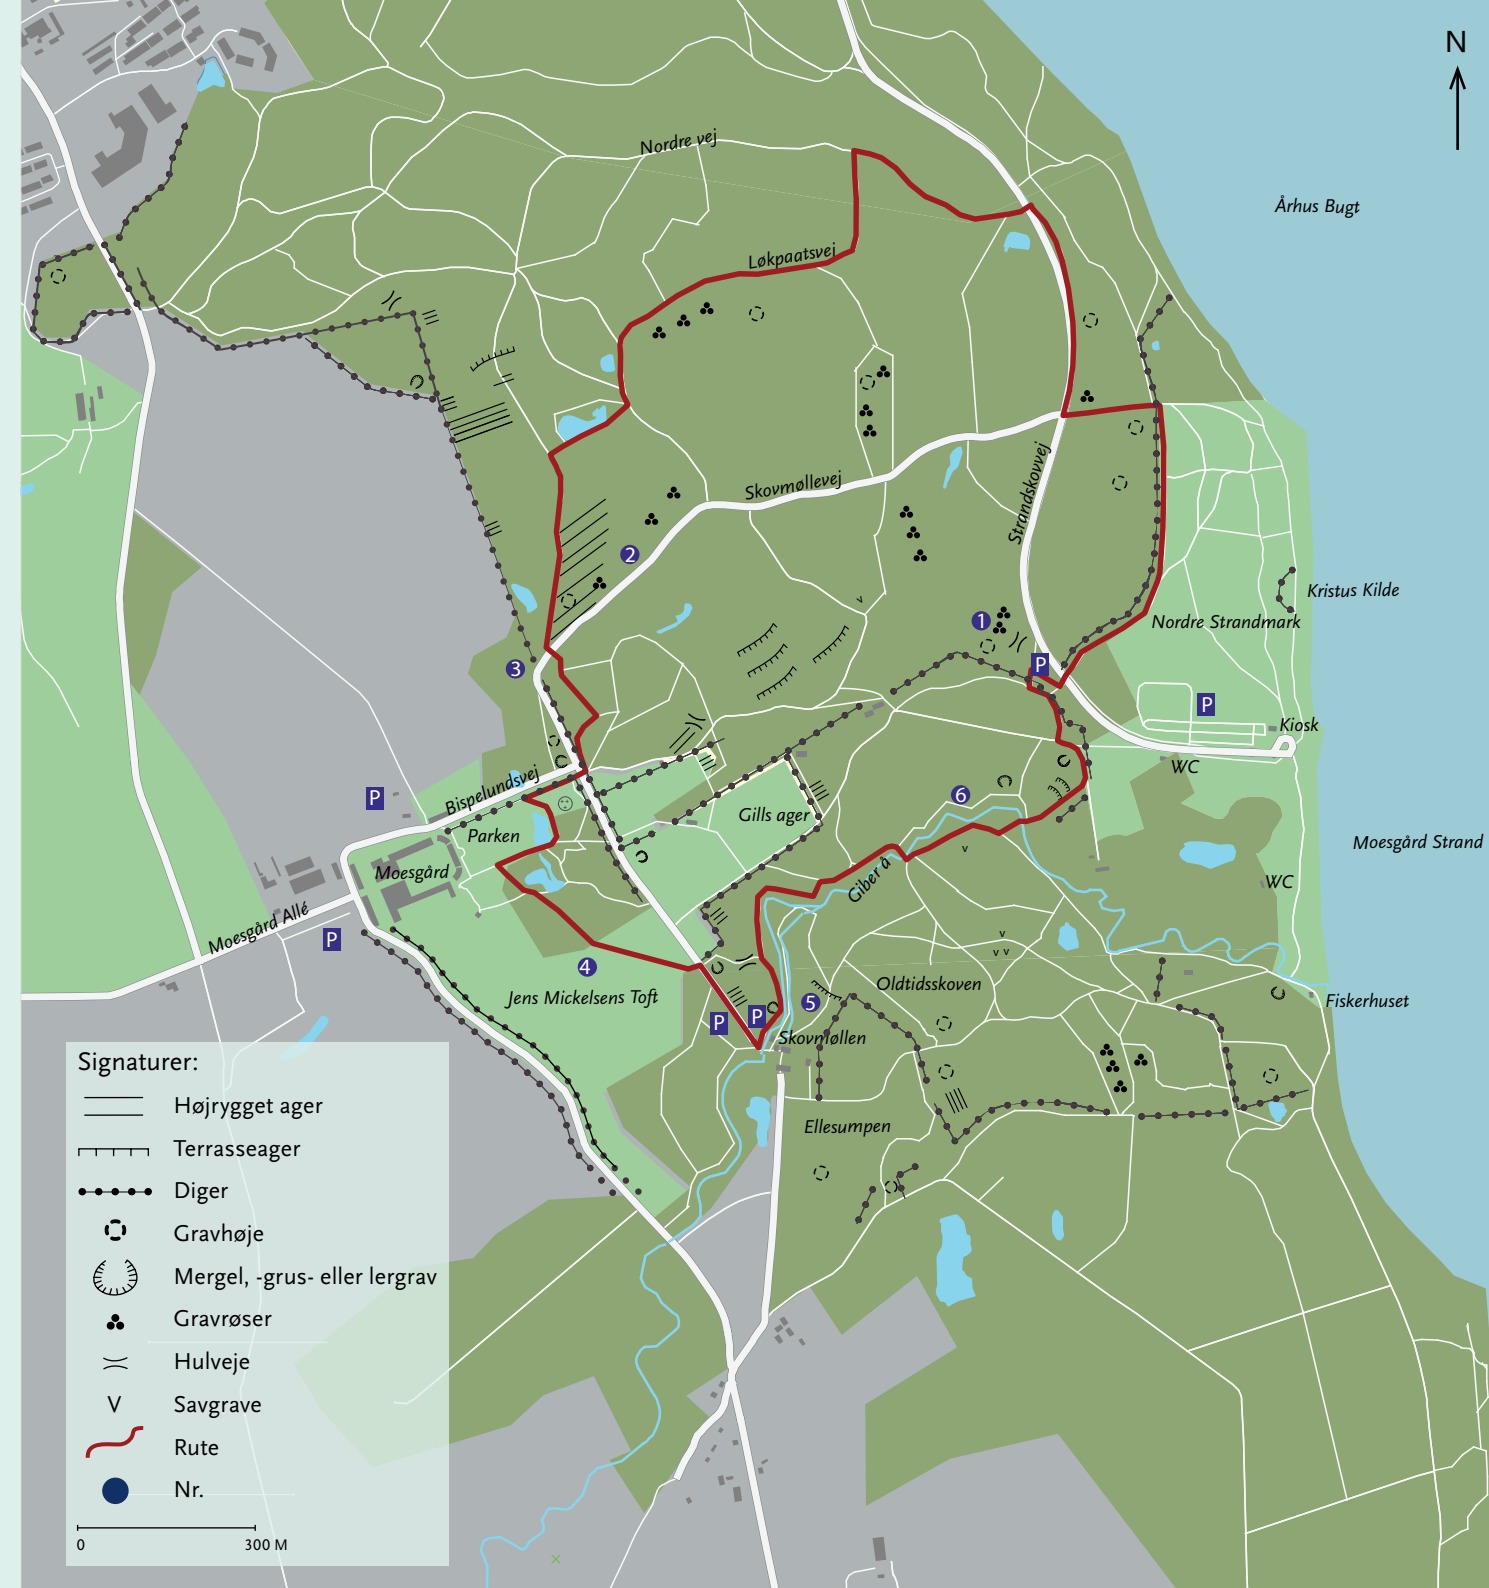 N
Nordre vej
Århus Bugt
Løkpaatsvej
Skovmøllevej
Strandskovvej
2
Kristus Kilde
1
Nordre Strandmark
3
P
P
Kiosk
WC
Bispelundsvej
P
6
Gills ager
Parken
Moesgård Strand
Moesgård
Giber å
WC
Moesgård Allé
P
4
Jens Mickelsens Toft
Oldtidsskoven
5
Fiskerhuset
P
P
Skovmøllen
Ellesumpen
Signaturer:
Højrygget ager
Terrasseager
Diger
Gravhøje
Mergel, -grus- eller lergrav
Gravrøser
Hulveje
V Savgrave
Rute
Nr.
0 300 M
v
v
v
v v